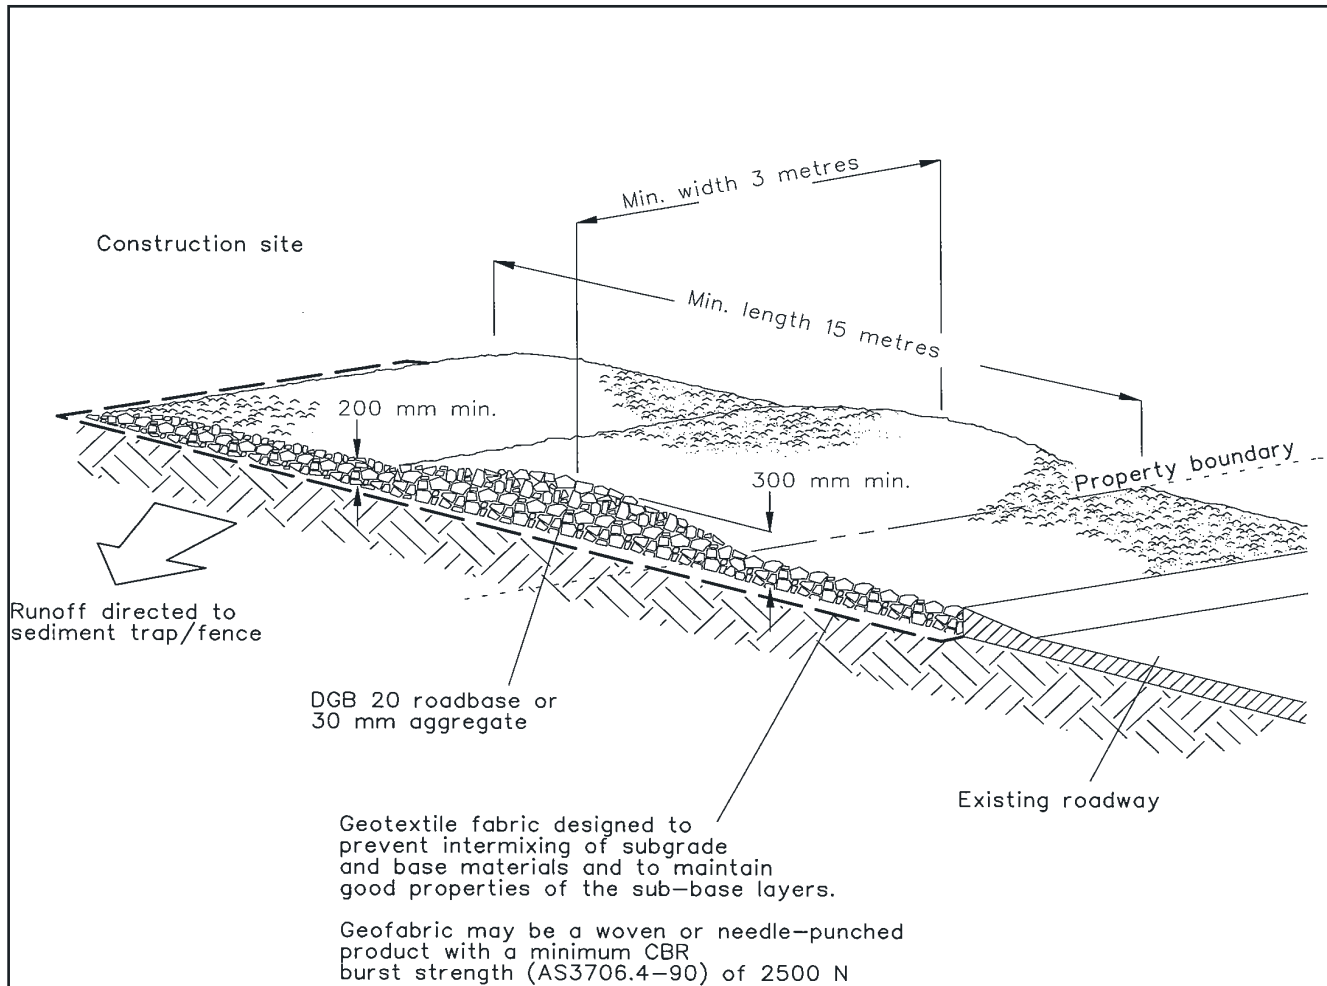 Min. width 3 metres
Construction site
Min. length 15 metres
200 mm min.
Property boundary
300 mm min.
Runoff directed to
sediment trap/fence
DGB 20 roadbase or
30 mm aggregate
Existing roadway
Geotextile fabric designed to
prevent intermixing of subgrade
and base materials and to maintain
good properties of the sub-base layers.
Geofabric may be a woven or needle-punched
product with a minimum CBR
burst strength (AS3706.4-90) of 2500 N